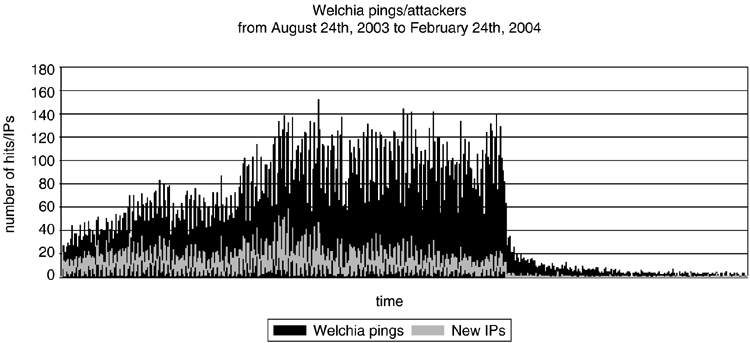 Welchia pings/attackers
from August 24th, 2003 to February 24th, 2004
number of hits/IPs
180
160
140
120
100
80
60
40
20
0
time
Welchia pings
New IPs